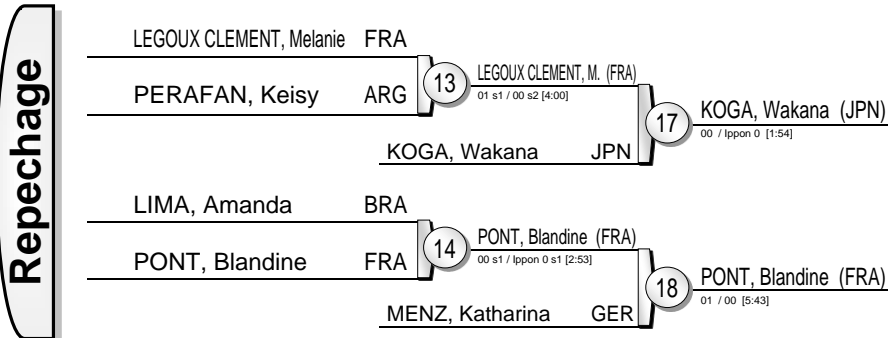 Repechage
LEGOUX CLEMENT, Melanie FRA
PERAFAN, Keisy ARG
13
LEGOUX CLEMENT, M. (FRA)
01 s1 / 00 s2 [4:00]
KOGA, Wakana JPN
17
KOGA, Wakana (JPN)
00 / Ippon 0 [1:54]
LIMA, Amanda BRA
PONT, Blandine FRA
14
PONT, Blandine (FRA)
00 s1 / Ippon 0 s1 [2:53]
MENZ, Katharina GER
18
PONT, Blandine (FRA)
01 / 00 [5:43]